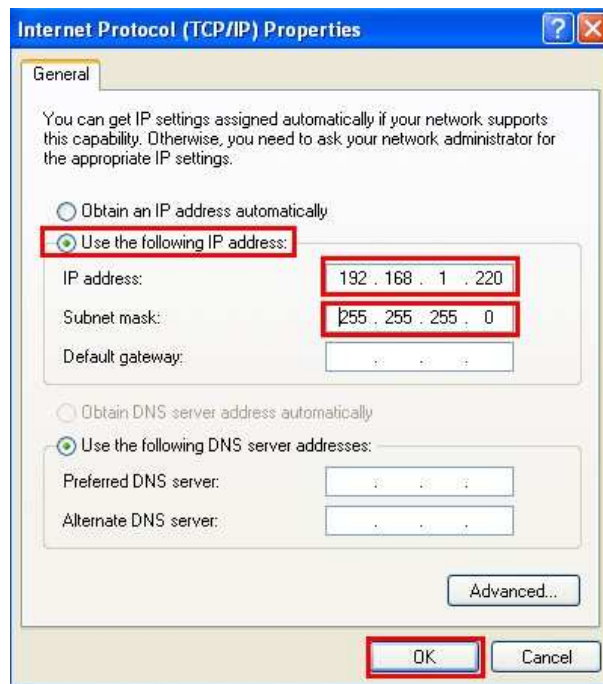 Internet Protocol (TCP/IP) Properties
?
General
You can get IP settings assigned automatically if your network supports
this capability. Otherwise, you need to ask your network administrator for
the appropriate IP settings.
Obtain an IP address automatically
Use the following IP address:
IP address: 192 . 168 . 1 . 220
Subnet mask: 255 . 255 . 255 . 0
Default gateway: . . .
Obtain DNS server address automatically
Use the following DNS server addresses:
Preferred DNS server: . . .
Alternate DNS server: . . .
Advanced...
OK Cancel